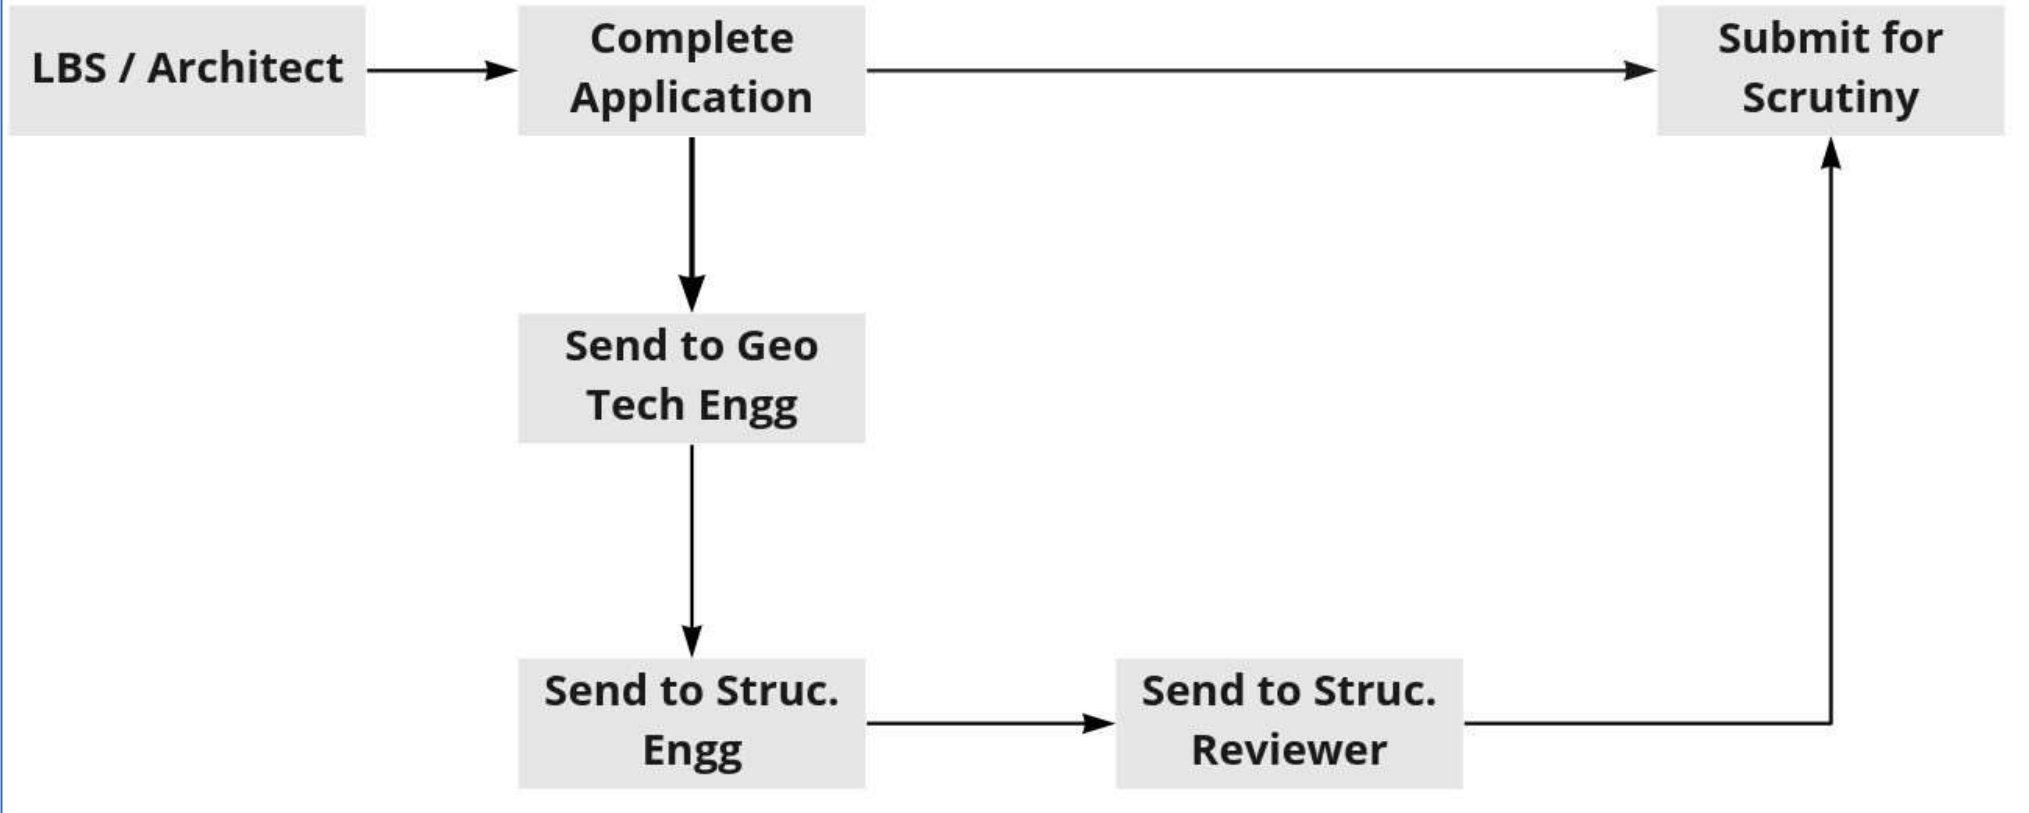 LBS / Architect
Complete
Application
Submit for
Scrutiny
Send to Geo
Tech Engg
Send to Struc.
Engg
Send to Struc.
Reviewer